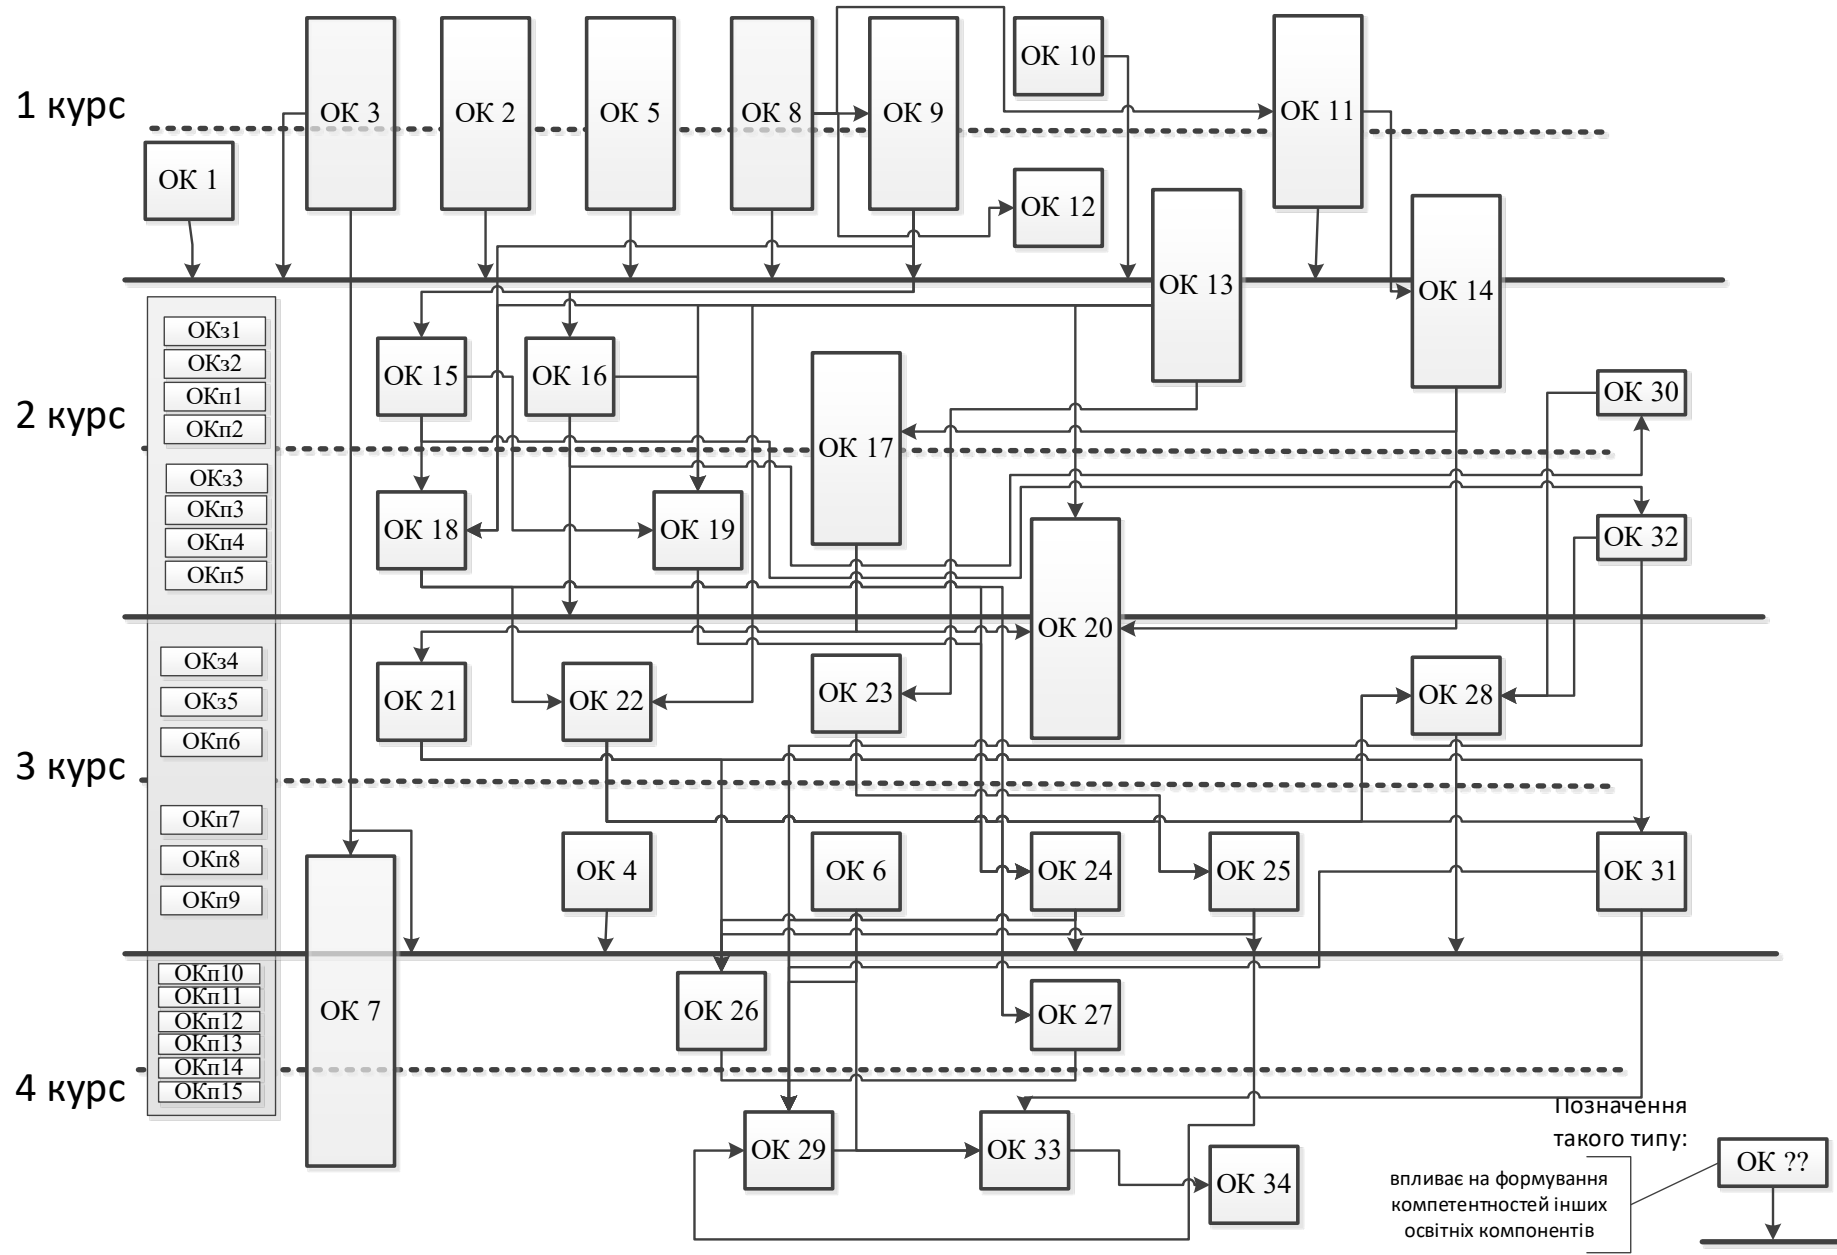 ОК 10
1 курс
ОК 3
ОК 2
ОК 5
ОК 8
ОК 9
ОК 11
ОК 1
ОК 12
ОК 13
ОК 14
ОКз1
ОКз2
ОКп1
ОКп2
2 курс
ОК 15
ОК 16
ОК 30
ОК 17
ОКз3
ОКп3
ОКп4
ОКп5
ОК 18
ОК 19
ОК 32
ОК 20
ОКз4
ОКз5
ОКп6
3 курс
ОК 21
ОК 22
ОК 23
ОК 28
ОКп7
ОКп8
ОКп9
ОК 4
ОК 6
ОК 24
ОК 25
ОК 31
ОКп10
ОКп11
ОКп12
ОКп13
ОКп14
ОКп15
4 курс
ОК 7
ОК 26
ОК 27
ОК 29
ОК 33
ОК 34
Позначення
такого типу:
ОК ??
впливає на формування
компетентностей інших
освітніх компонентів